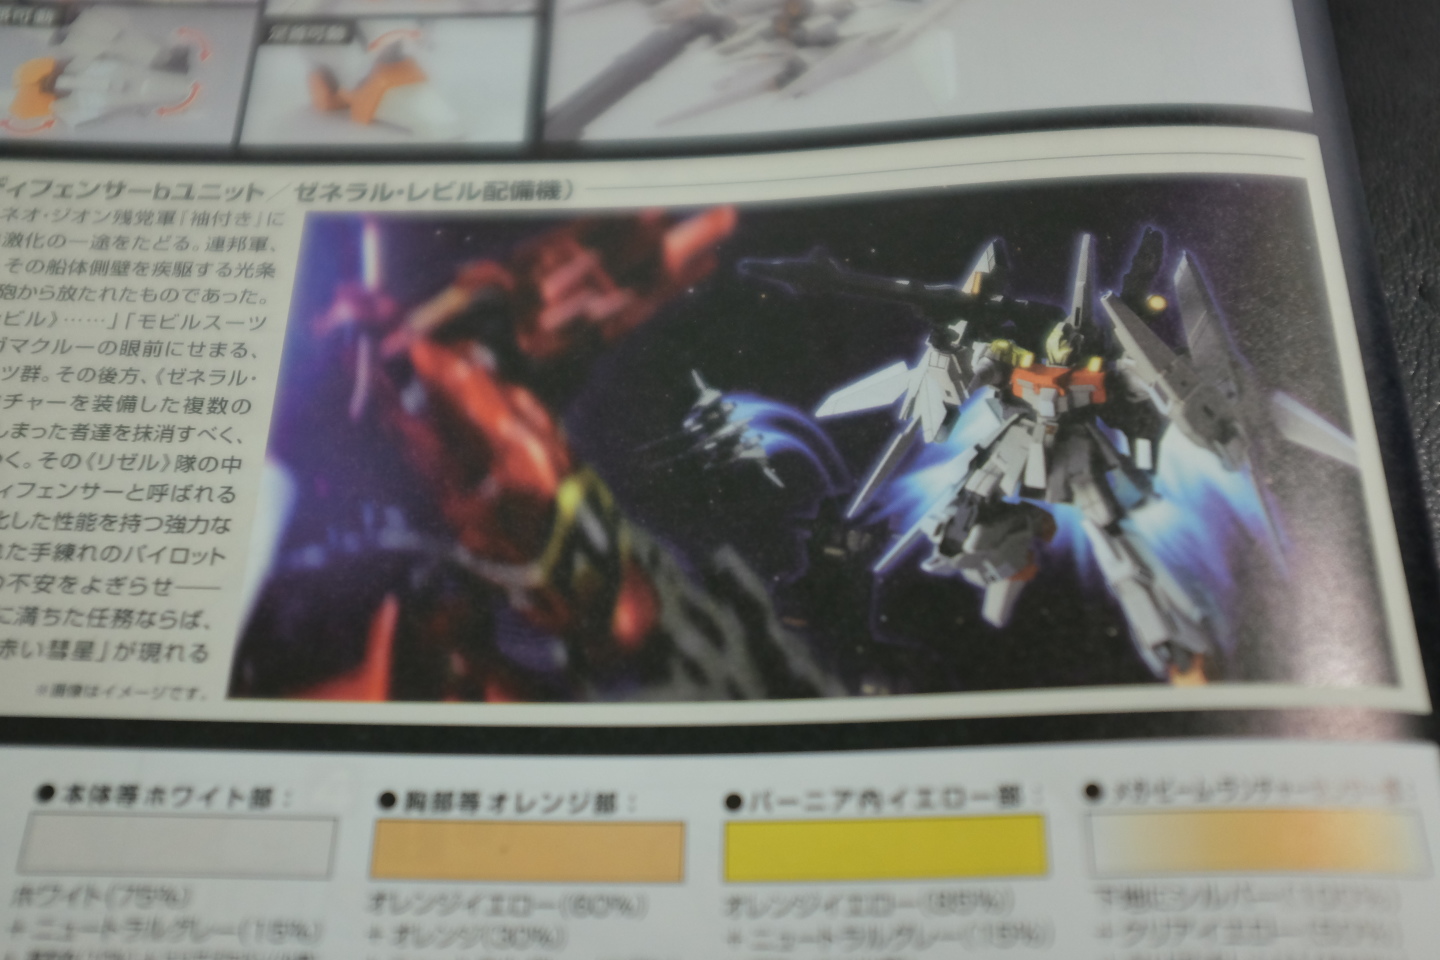 足首可動
ディフェンサーbユニット／ゼネラル・レビル配備機）
ネオ・ジオン残党軍「袖付き」に
激化の一途をたどる。連邦軍、
その船体側壁を疾駆する光条
砲から放たれたものであった。
ビル》……」「モビルスーツ
マクルーの眼前にせまる、
ツ群。その後方、《ゼネラル・
チャーを装備した複数の
しまった者達を抹消すべく、
く。その《リゼル》隊の中
ィフェンサーと呼ばれる
化した性能を持つ強力な
た手練れのパイロット
不安をよぎらせ――
に満ちた任務ならば、
赤い彗星」が現れる
※画像はイメージです。
●本体等ホワイト部：
●胸部等オレンジ部：
●バーニア内イエロー部：
ホワイト（75%）
＋ニュートラルグレー（15%）
オレンジイエロー（60%）
＋オレンジ（30%）
オレンジイエロー（85%）
＋ニュートラルグレー（15%）
下地にシルバー（100%）
＋クリアイエロー（50%）